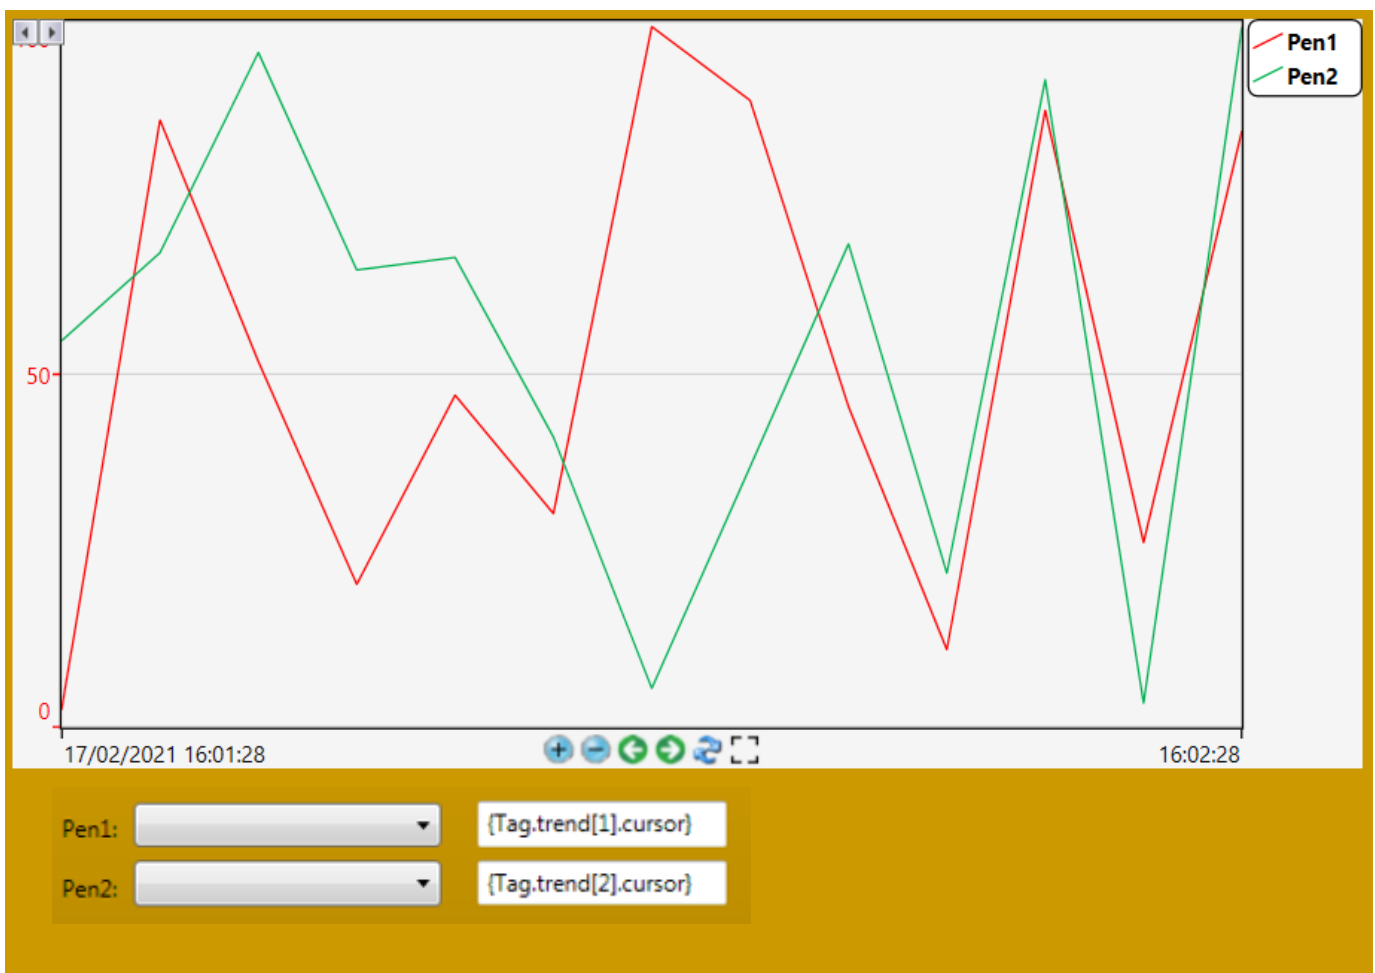 Pen1
Pen2
50
0
17/02/2021 16:01:28
16:02:28
Pen1:
{Tag.trend[1].cursor}
Pen2:
{Tag.trend[2].cursor}